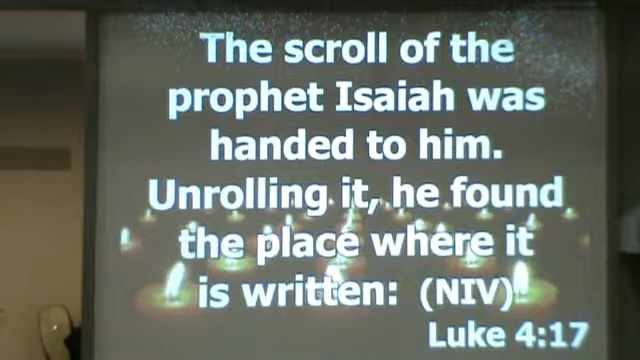 The scroll of the
prophet Isaiah was
handed to him.
Unrolling it, he found
the place where it
is written: (NIV)
Luke 4:17